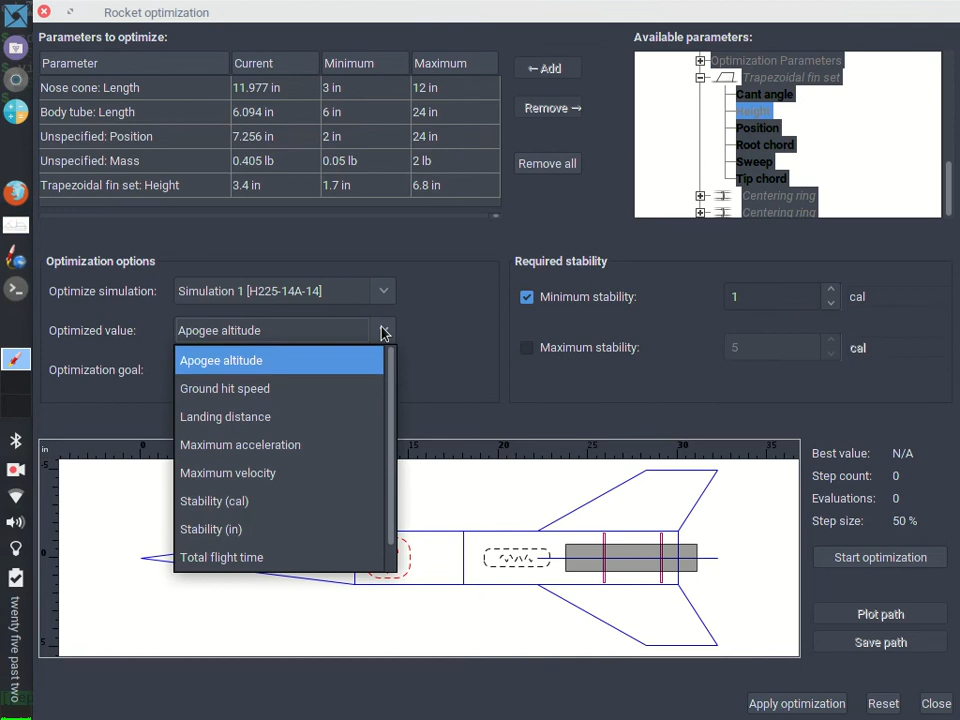 Rocket optimization
Parameters to optimize:
Parameter Current Minimum Maximum
Nose cone: Length 11.977 in 3 in 12 in
Body tube: Length 6.094 in 6 in 24 in
Unspecified: Position 7.256 in 2 in 24 in
Unspecified: Mass 0.405 lb 0.05 lb 2 lb
Trapezoidal fin set: Height 3.4 in 1.7 in 6.8 in
← Add
Remove →
Remove all
Available parameters:
Optimization Parameters
Trapezoidal fin set
Cant angle
Height
Position
Root chord
Sweep
Tip chord
Centering ring
Centering ring
Optimization options
Optimize simulation: Simulation 1 [H225-14A-14]
Optimized value: Apogee altitude
Optimization goal:
Apogee altitude
Ground hit speed
Landing distance
Maximum acceleration
Maximum velocity
Stability (cal)
Stability (in)
Total flight time
Required stability
Minimum stability: 1 cal
Maximum stability: 5 cal
in 0 15 20 25 30 35
-5
0
5
Best value: N/A
Step count: 0
Evaluations: 0
Step size: 50 %
Start optimization
Plot path
Save path
Apply optimization Reset Close
twenty five past two